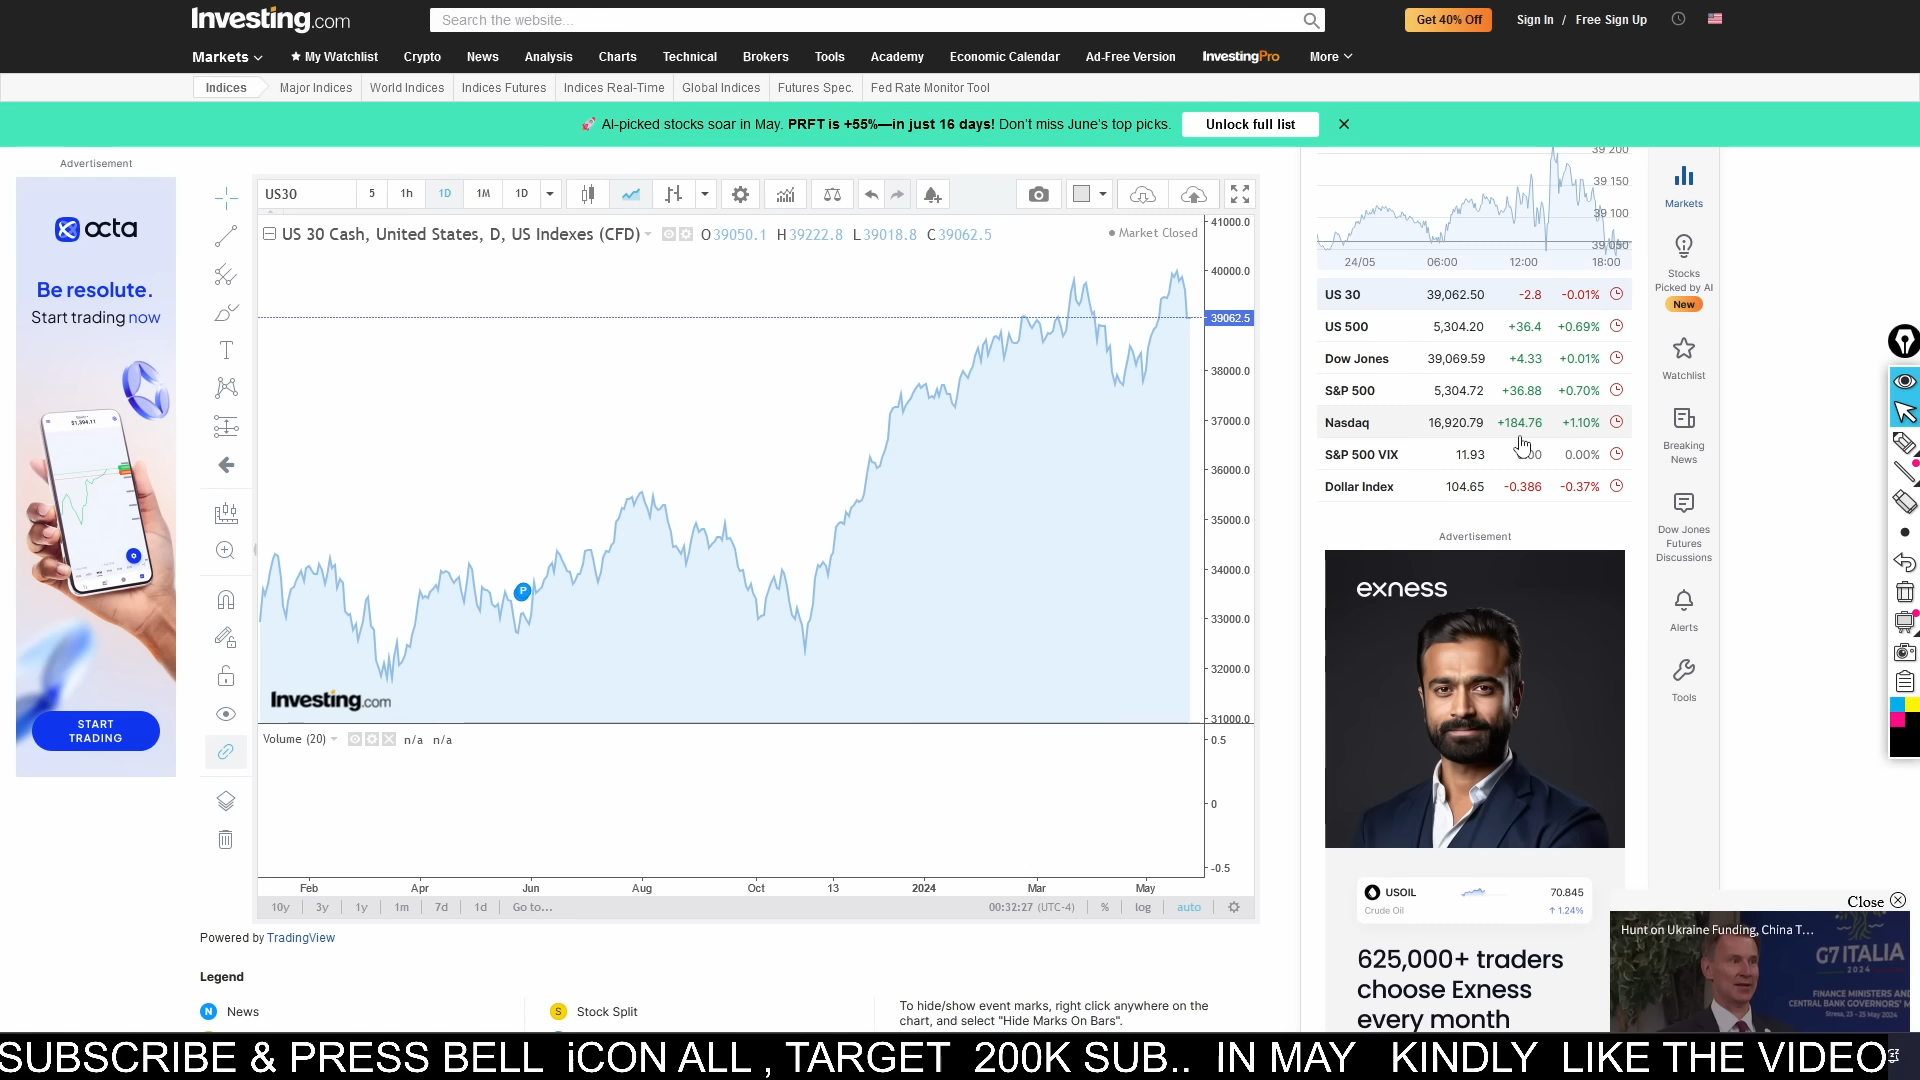 Investing.com
Search the website...
Get 40% Off
Sign In / Free Sign Up
Markets
My Watchlist
Crypto
News
Analysis
Charts
Technical
Brokers
Tools
Academy
Economic Calendar
Ad-Free Version
InvestingPro
More
Indices
Major Indices
World Indices
Indices Futures
Indices Real-Time
Global Indices
Futures Spec.
Fed Rate Monitor Tool
🚀 AI-picked stocks soar in May. PRFT is +55%—in just 16 days! Don't miss June's top picks.
Unlock full list
Advertisement
octa
Be resolute.
Start trading now
START
TRADING
US30
5
1h
1D
1M
1D
US 30 Cash, United States, D, US Indexes (CFD)
O39050.1 H39222.8 L39018.8 C39062.5
Market Closed
41000.0
40000.0
39062.5
38000.0
37000.0
36000.0
35000.0
34000.0
33000.0
32000.0
31000.0
P
Investing.com
Volume (20)
n/a n/a
0.5
0
-0.5
Feb
Apr
Jun
Aug
Oct
13
2024
Mar
May
10y
3y
1y
1m
7d
1d
Go to...
00:32:27 (UTC-4)
%
log
auto
Powered by TradingView
Legend
N News
S Stock Split
To hide/show event marks, right click anywhere on the
chart, and select "Hide Marks On Bars".
39 200
39 150
39 100
39 050
24/05
06:00
12:00
18:00
US 30 39,062.50 -2.8 -0.01%
US 500 5,304.20 +36.4 +0.69%
Dow Jones 39,069.59 +4.33 +0.01%
S&P 500 5,304.72 +36.88 +0.70%
Nasdaq 16,920.79 +184.76 +1.10%
S&P 500 VIX 11.93 0.00%
Dollar Index 104.65 -0.386 -0.37%
Advertisement
exness
USOIL
70.845
Crude Oil
↑ 1.24%
625,000+ traders
choose Exness
every month
Markets
Stocks
Picked by AI
New
Watchlist
Breaking
News
Dow Jones
Futures
Discussions
Alerts
Tools
Close
Hunt on Ukraine Funding, China T...
G7 ITALIA
2024
FINANCE MINISTERS AND
CENTRAL BANK GOVERNORS' M
Stresa, 23-25 May 2024
SUBSCRIBE & PRESS BELL iCON ALL , TARGET 200K SUB.. IN MAY KINDLY LIKE THE VIDEO